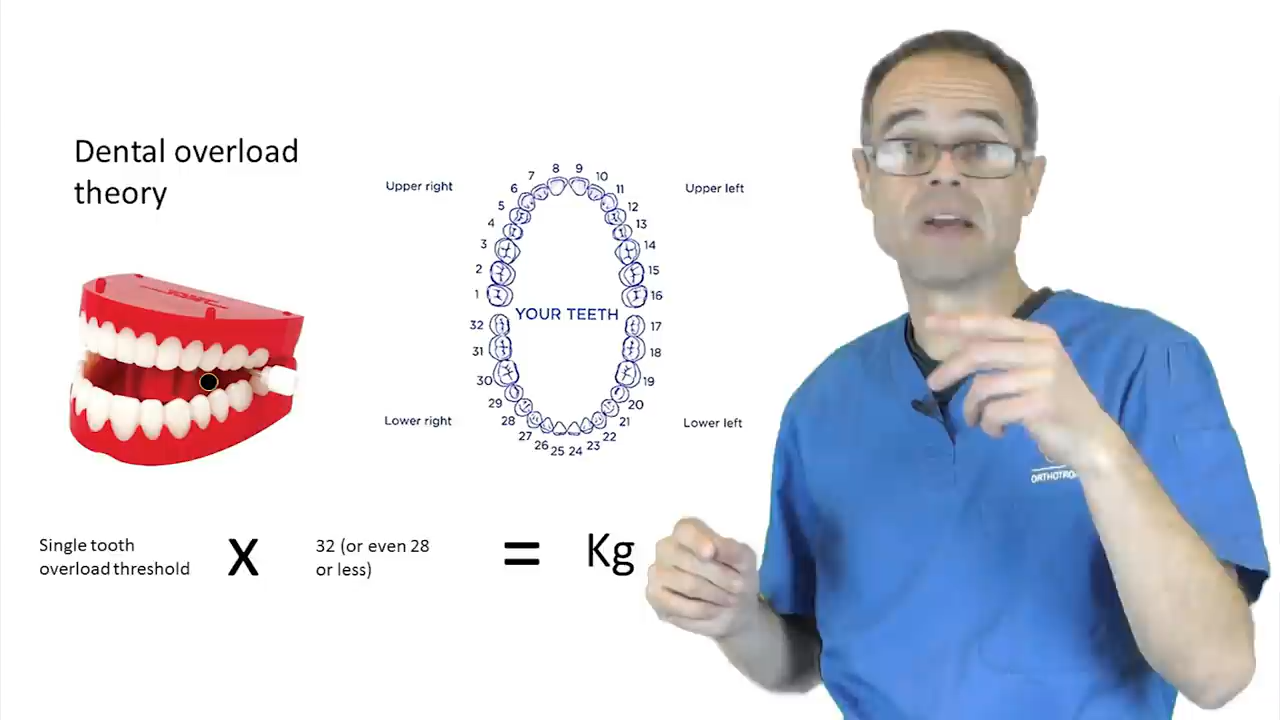 Dental overload
theory
Upper right
Upper left
8 9
7 10
6 11
5 12
4 13
3 14
2 15
1 16
YOUR TEETH
32 17
31 18
30 19
29 20
28 21
27 22
26 23
25 24
Lower right
Lower left
Single tooth
overload threshold
X
32 (or even 28
or less)
=
Kg